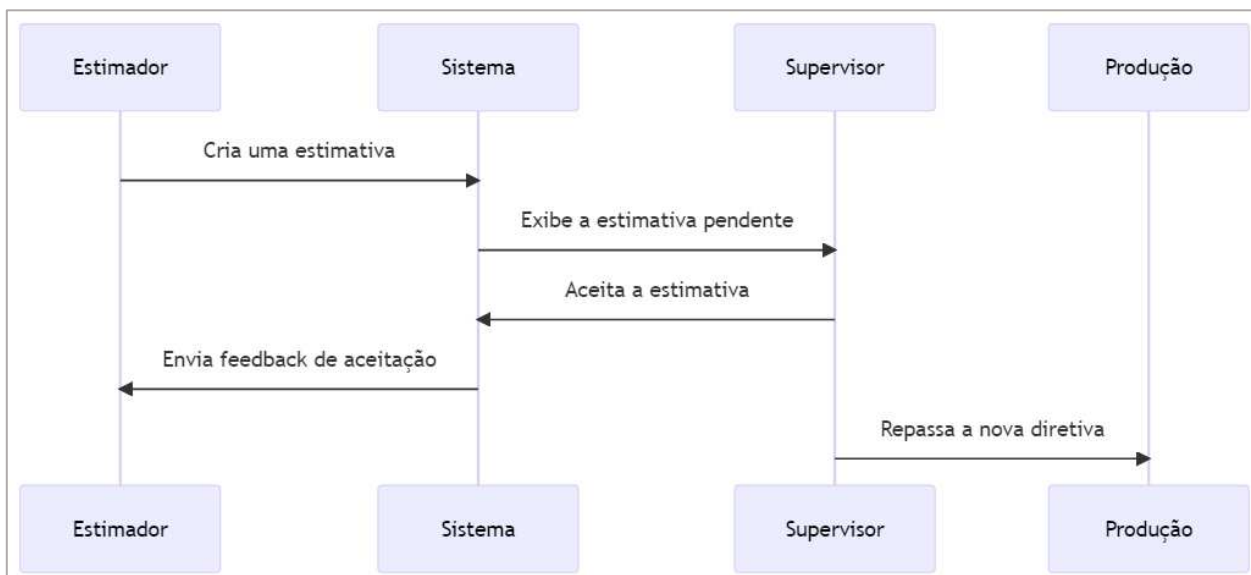 Estimador
Sistema
Supervisor
Produção
Cria uma estimativa
Exibe a estimativa pendente
Aceita a estimativa
Envia feedback de aceitação
Repassa a nova diretiva
Estimador
Sistema
Supervisor
Produção